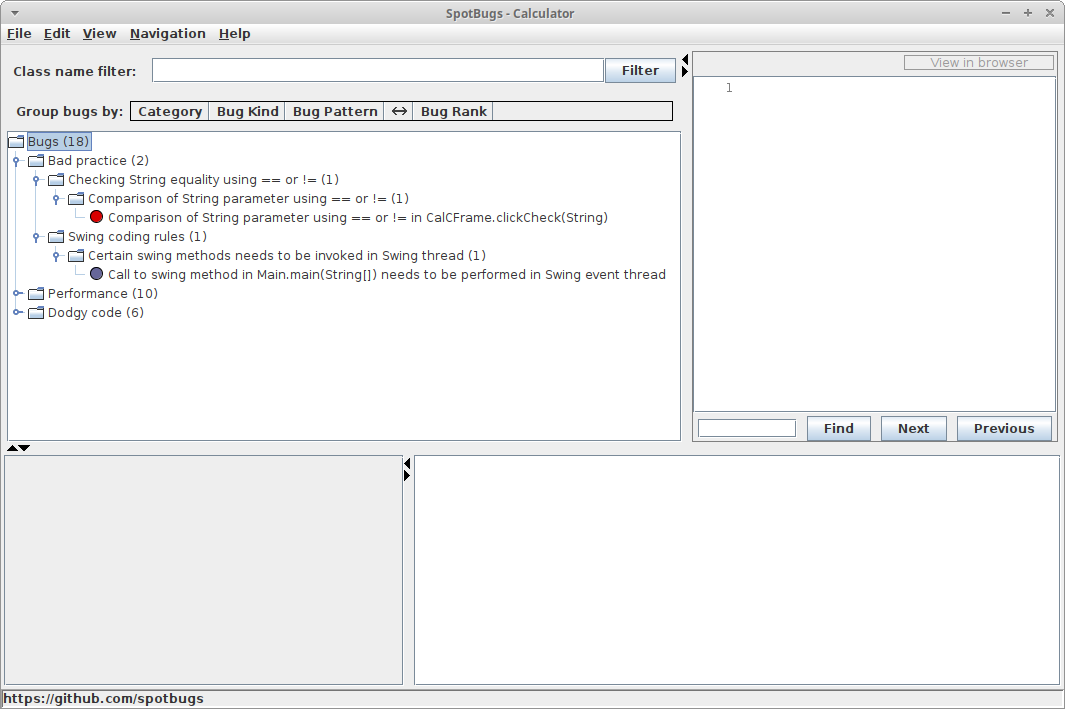 SpotBugs - Calculator
File Edit View Navigation Help
Class name filter: Filter
View in browser
1
Group bugs by: Category Bug Kind Bug Pattern ↔ Bug Rank
Bugs (18)
Bad practice (2)
Checking String equality using == or != (1)
Comparison of String parameter using == or != (1)
Comparison of String parameter using == or != in CalCFrame.clickCheck(String)
Swing coding rules (1)
Certain swing methods needs to be invoked in Swing thread (1)
Call to swing method in Main.main(String[]) needs to be performed in Swing event thread
Performance (10)
Dodgy code (6)
Find Next Previous
https://github.com/spotbugs